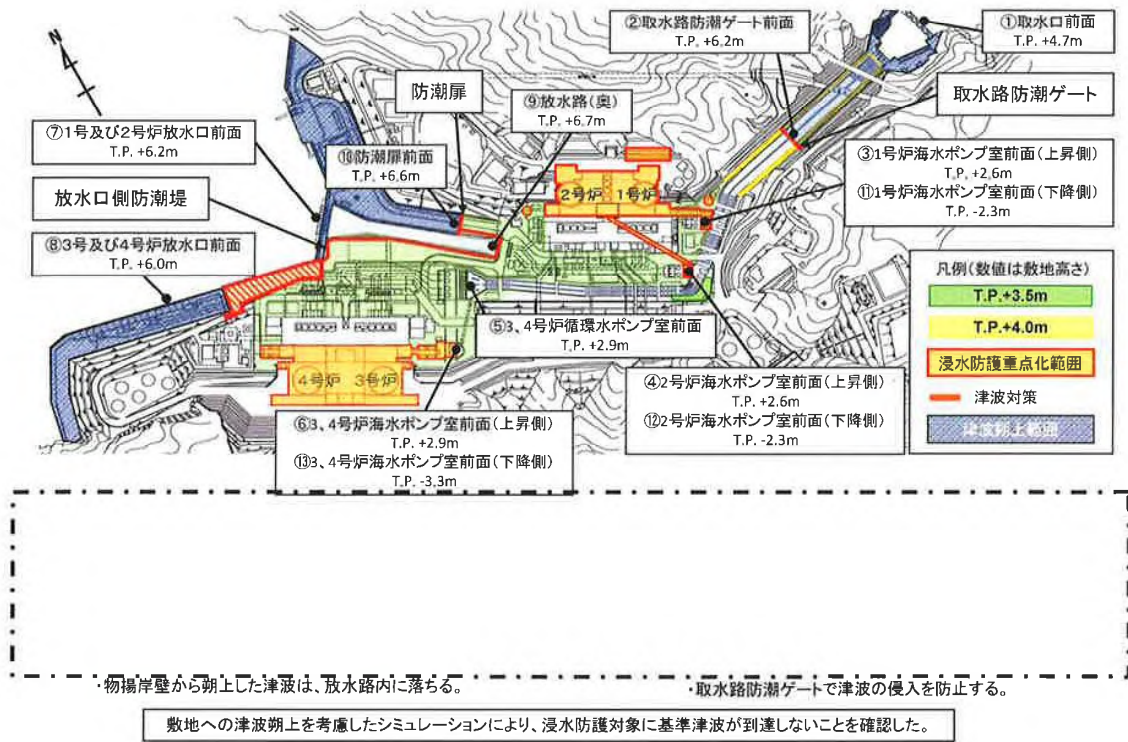 N
②取水路防潮ゲート前面
T.P. +6.2m
①取水口前面
T.P. +4.7m
防潮扉
⑨放水路(奥)
T.P. +6.7m
取水路防潮ゲート
⑦1号及び2号炉放水口前面
T.P. +6.2m
⑩防潮扉前面
T.P. +6.6m
③1号炉海水ポンプ室前面(上昇側)
T.P. +2.6m
⑪1号炉海水ポンプ室前面(下降側)
T.P. -2.3m
2号炉 1号炉
放水口側防潮堤
⑧3号及び4号炉放水口前面
T.P. +6.0m
凡例(数値は敷地高さ)
T.P.+3.5m
T.P.+4.0m
浸水防護重点化範囲
津波対策
津波遡上範囲
⑤3、4号炉循環水ポンプ室前面
T.P. +2.9m
4号炉 3号炉
④2号炉海水ポンプ室前面(上昇側)
T.P. +2.6m
⑫2号炉海水ポンプ室前面(下降側)
T.P. -2.3m
⑥3、4号炉海水ポンプ室前面(上昇側)
T.P. +2.9m
⑬3、4号炉海水ポンプ室前面(下降側)
T.P. -3.3m
・物揚岸壁から遡上した津波は、放水路内に落ちる。
・取水路防潮ゲートで津波の侵入を防止する。
敷地への津波遡上を考慮したシミュレーションにより、浸水防護対象に基準津波が到達しないことを確認した。